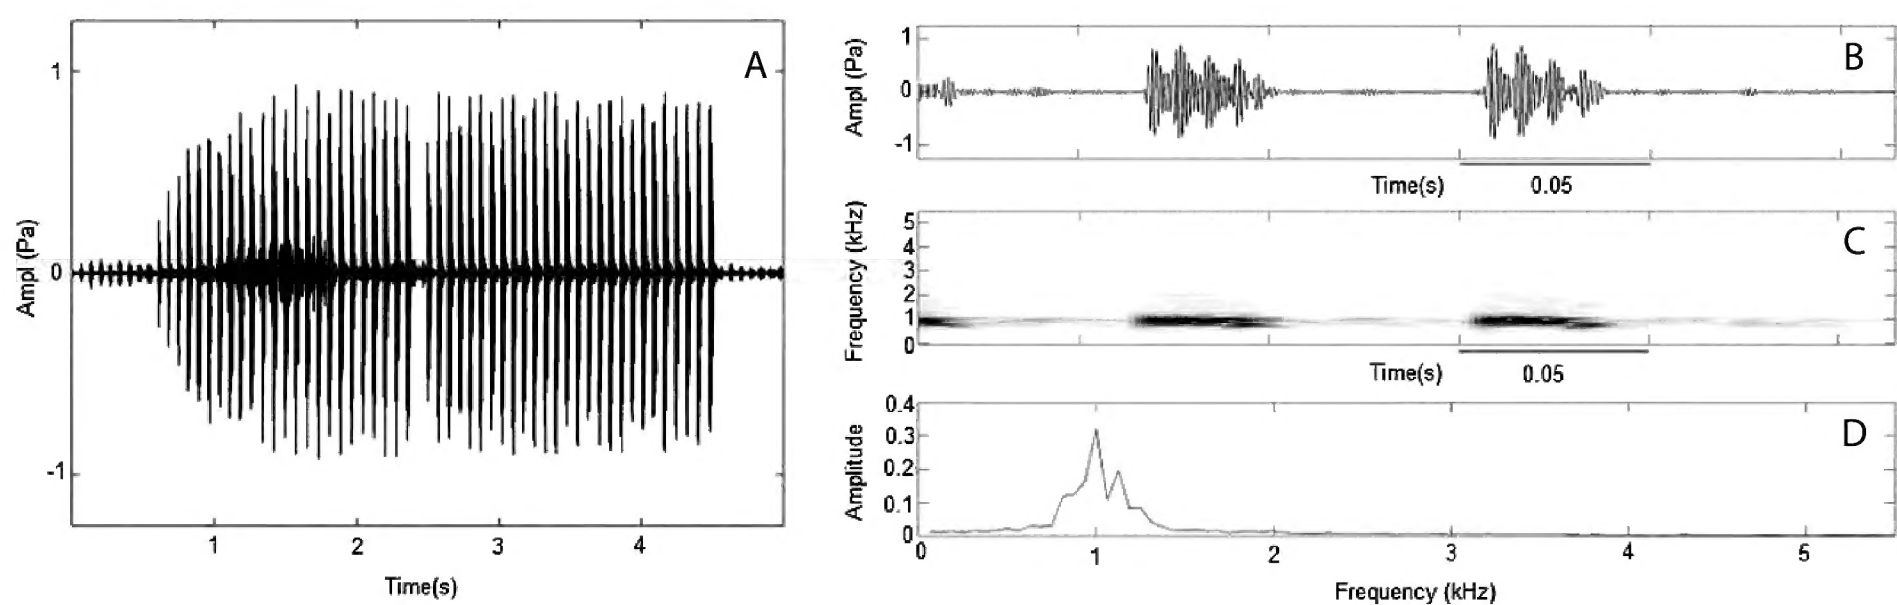 A
1
0
-1
Ampl (Pa)
1 2 3 4
Time(s)
B
1
0
-1
Ampl (Pa)
Time(s) 0.05
C
5
4
3
2
1
0
Frequency (kHz)
Time(s) 0.05
D
0.4
0.3
0.2
0.1
0
Amplitude
0 1 2 3 4 5
Frequency (kHz)